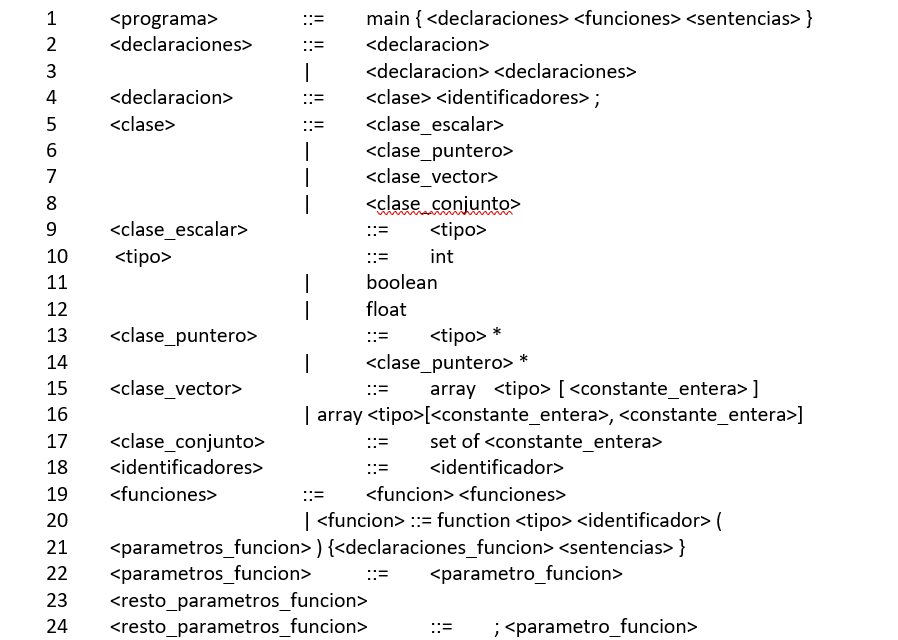 1 <programa> ::= main { <declaraciones> <funciones> <sentencias> }
2 <declaraciones> ::= <declaracion>
3 | <declaracion> <declaraciones>
4 <declaracion> ::= <clase> <identificadores> ;
5 <clase> ::= <clase_escalar>
6 | <clase_puntero>
7 | <clase_vector>
8 | <clase_conjunto>
9 <clase_escalar> ::= <tipo>
10 <tipo> ::= int
11 | boolean
12 | float
13 <clase_puntero> ::= <tipo> *
14 | <clase_puntero> *
15 <clase_vector> ::= array <tipo> [ <constante_entera> ]
16 | array <tipo>[<constante_entera>, <constante_entera>]
17 <clase_conjunto> ::= set of <constante_entera>
18 <identificadores> ::= <identificador>
19 <funciones> ::= <funcion> <funciones>
20 | <funcion> ::= function <tipo> <identificador> (
21 <parametros_funcion> ) {<declaraciones_funcion> <sentencias> }
22 <parametros_funcion> ::= <parametro_funcion>
23 <resto_parametros_funcion>
24 <resto_parametros_funcion> ::= ; <parametro_funcion>